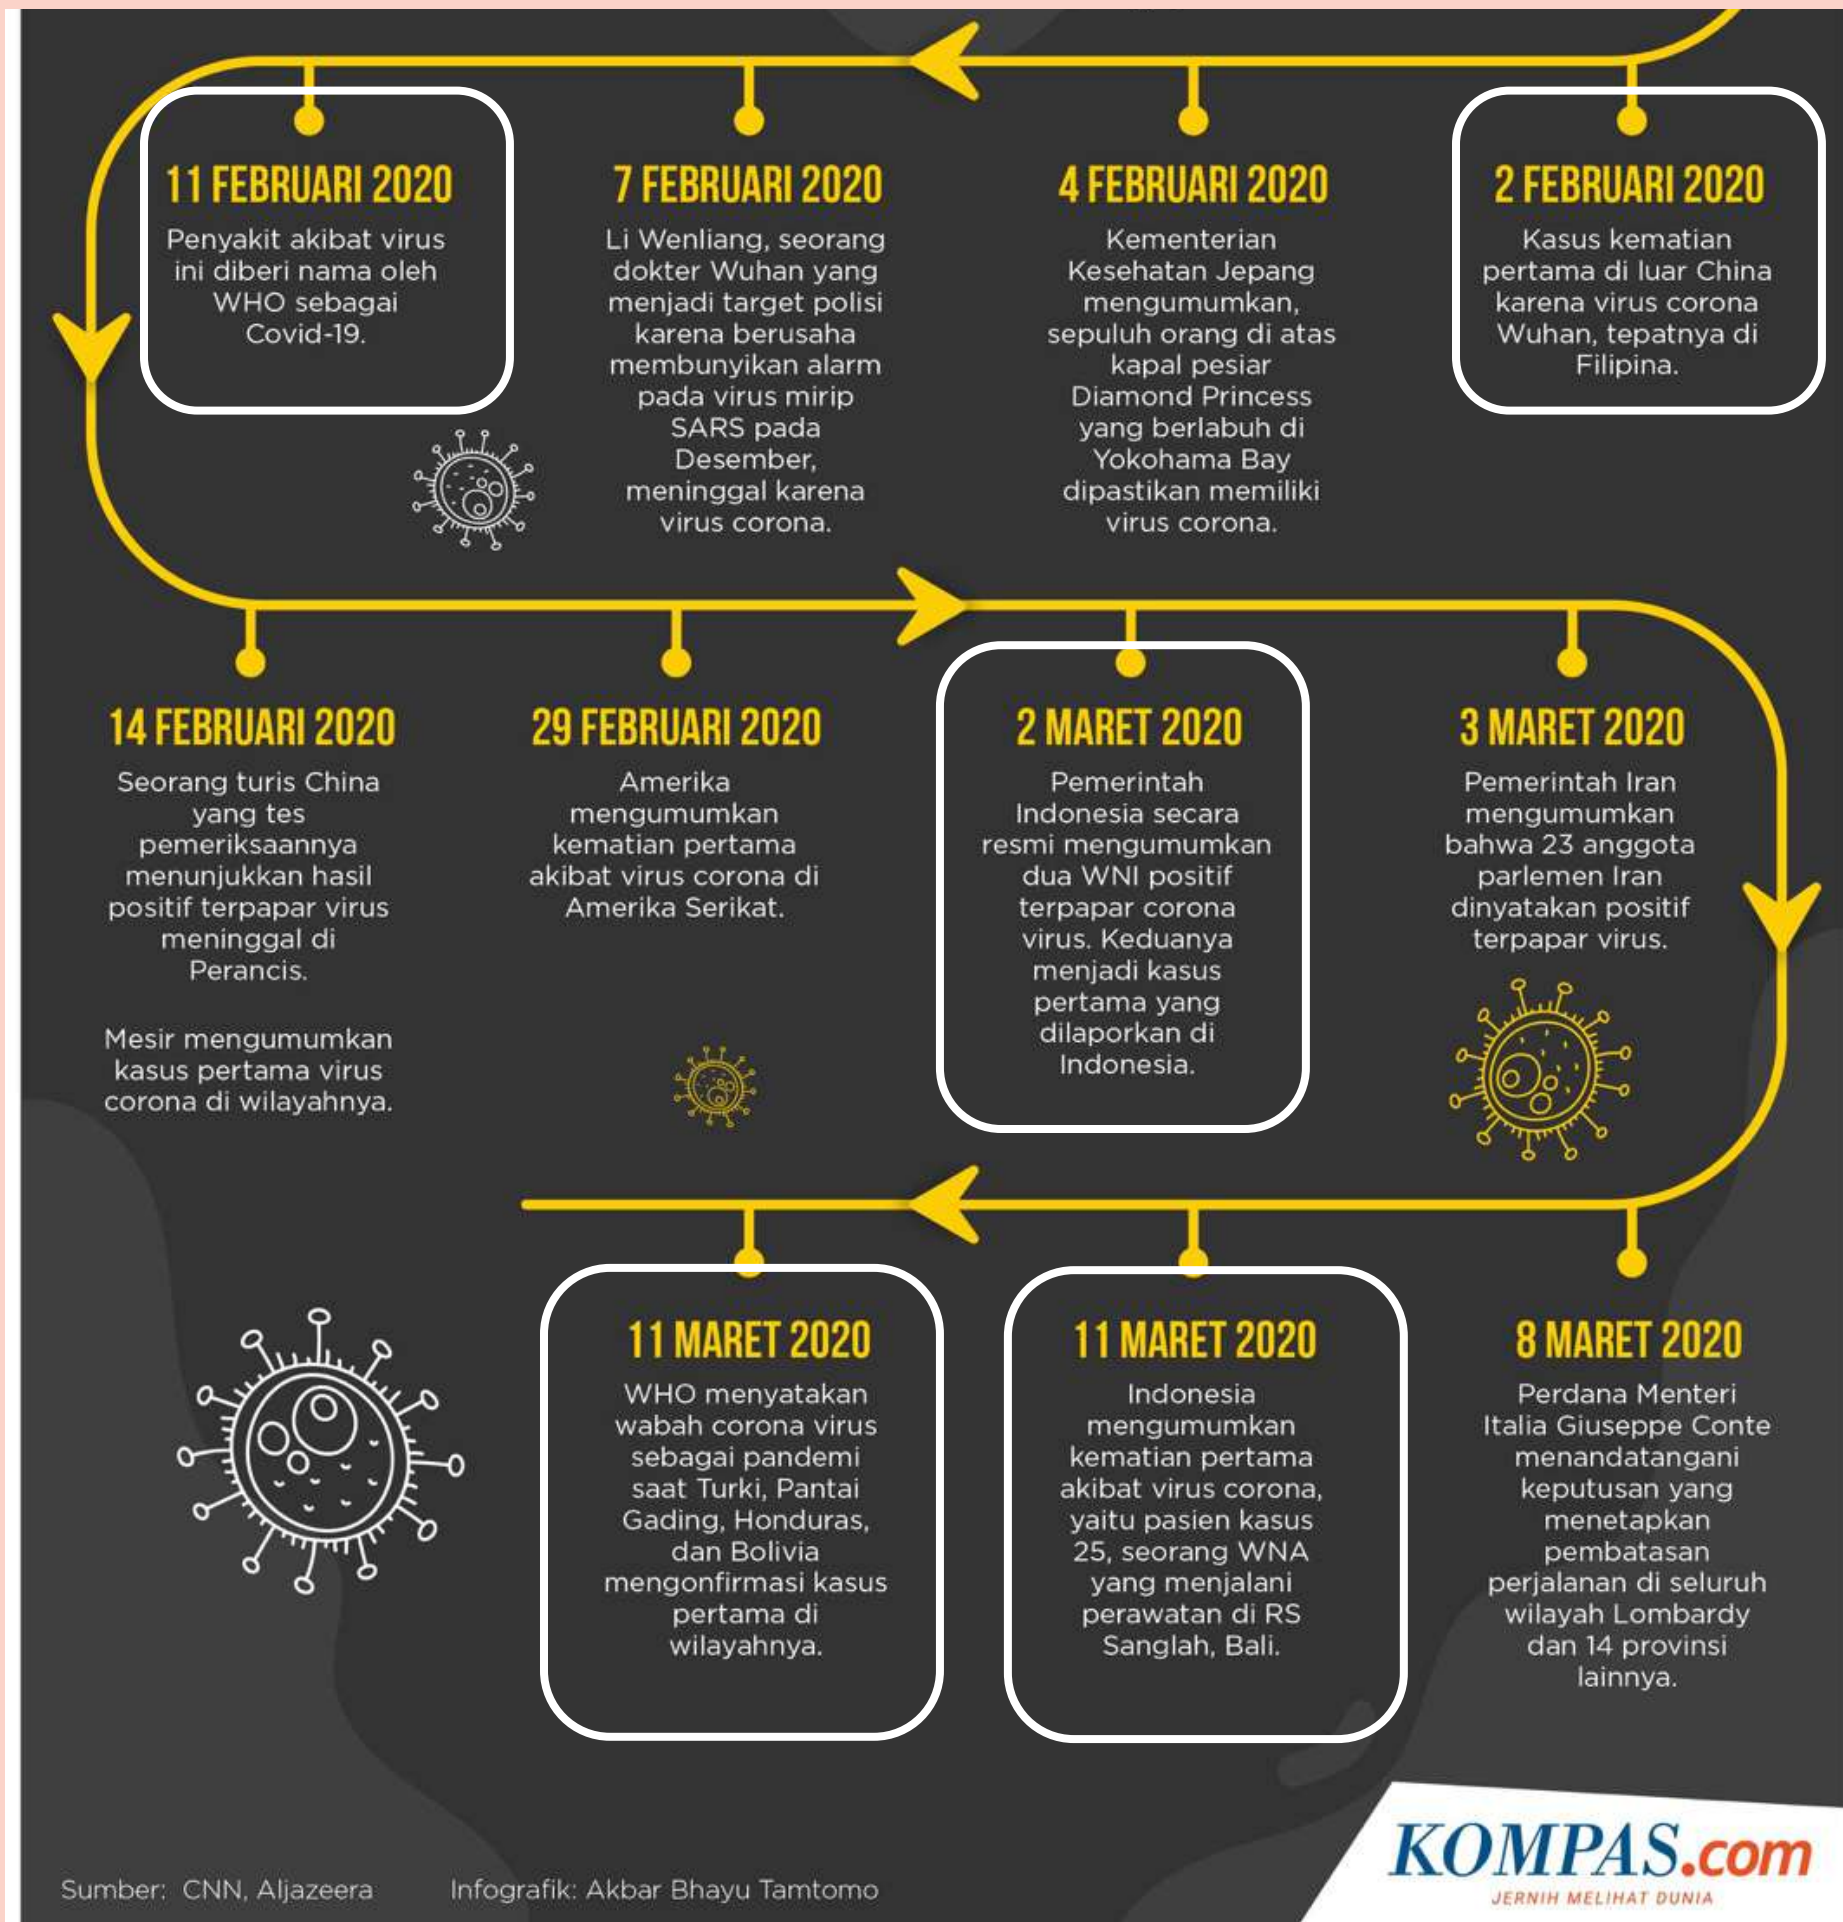 11 FEBRUARI 2020
Penyakit akibat virus
ini diberi nama oleh
WHO sebagai
Covid-19.
7 FEBRUARI 2020
Li Wenliang, seorang
dokter Wuhan yang
menjadi target polisi
karena berusaha
membunyikan alarm
pada virus mirip
SARS pada
Desember,
meninggal karena
virus corona.
4 FEBRUARI 2020
Kementerian
Kesehatan Jepang
mengumumkan,
sepuluh orang di atas
kapal pesiar
Diamond Princess
yang berlabuh di
Yokohama Bay
dipastikan memiliki
virus corona.
2 FEBRUARI 2020
Kasus kematian
pertama di luar China
karena virus corona
Wuhan, tepatnya di
Filipina.
14 FEBRUARI 2020
Seorang turis China
yang tes
pemeriksaannya
menunjukkan hasil
positif terpapar virus
meninggal di
Perancis.
Mesir mengumumkan
kasus pertama virus
corona di wilayahnya.
29 FEBRUARI 2020
Amerika
mengumumkan
kematian pertama
akibat virus corona di
Amerika Serikat.
2 MARET 2020
Pemerintah
Indonesia secara
resmi mengumumkan
dua WNI positif
terpapar corona
virus. Keduanya
menjadi kasus
pertama yang
dilaporkan di
Indonesia.
3 MARET 2020
Pemerintah Iran
mengumumkan
bahwa 23 anggota
parlemen Iran
dinyatakan positif
terpapar virus.
11 MARET 2020
WHO menyatakan
wabah corona virus
sebagai pandemi
saat Turki, Pantai
Gading, Honduras,
dan Bolivia
mengonfirmasi kasus
pertama di
wilayahnya.
11 MARET 2020
Indonesia
mengumumkan
kematian pertama
akibat virus corona,
yaitu pasien kasus
25, seorang WNA
yang menjalani
perawatan di RS
Sanglah, Bali.
8 MARET 2020
Perdana Menteri
Italia Giuseppe Conte
menandatangani
keputusan yang
menetapkan
pembatasan
perjalanan di seluruh
wilayah Lombardy
dan 14 provinsi
lainnya.
Sumber: CNN, Aljazeera
Infografik: Akbar Bhayu Tamtomo
KOMPAS.com
JERNIH MELIHAT DUNIA